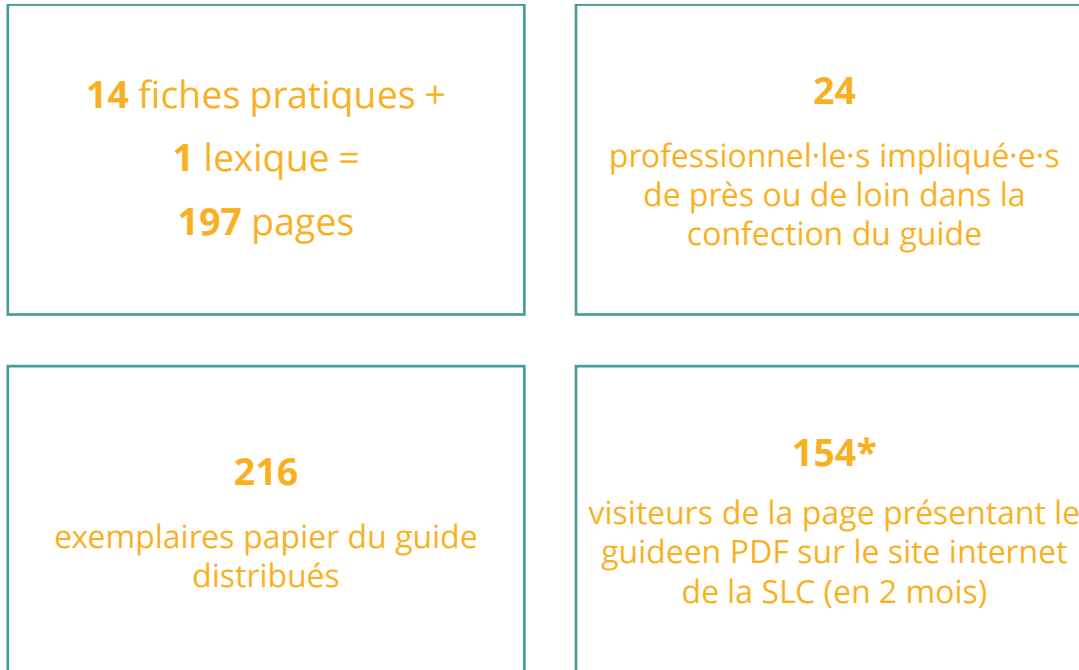 14 fiches pratiques +
1 lexique =
197 pages
24
professionnel·le·s impliqué·e·s
de près ou de loin dans la
confection du guide
216
exemplaires papier du guide
distribués
154*
visiteurs de la page présentant le
guideen PDF sur le site internet
de la SLC (en 2 mois)